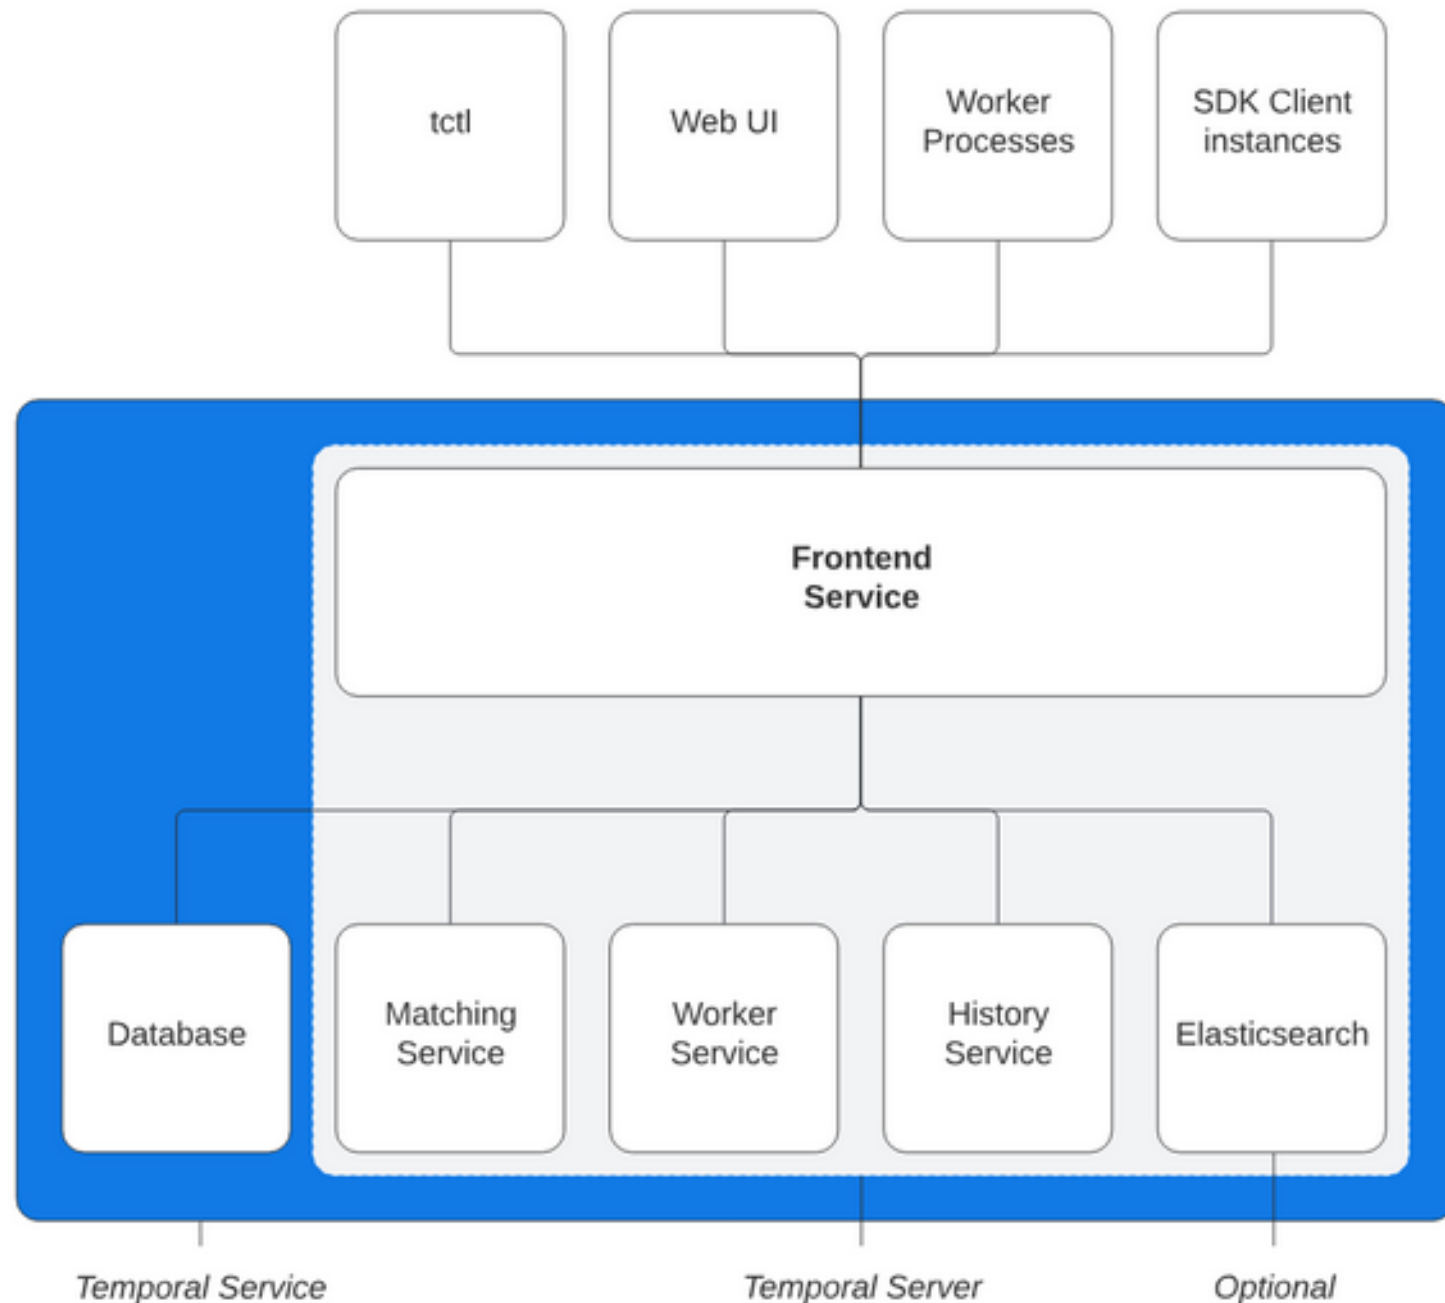 tctl
Web UI
Worker
Processes
SDK Client
instances
Frontend
Service
Database
Matching
Service
Worker
Service
History
Service
Elasticsearch
Temporal Service
Temporal Server
Optional